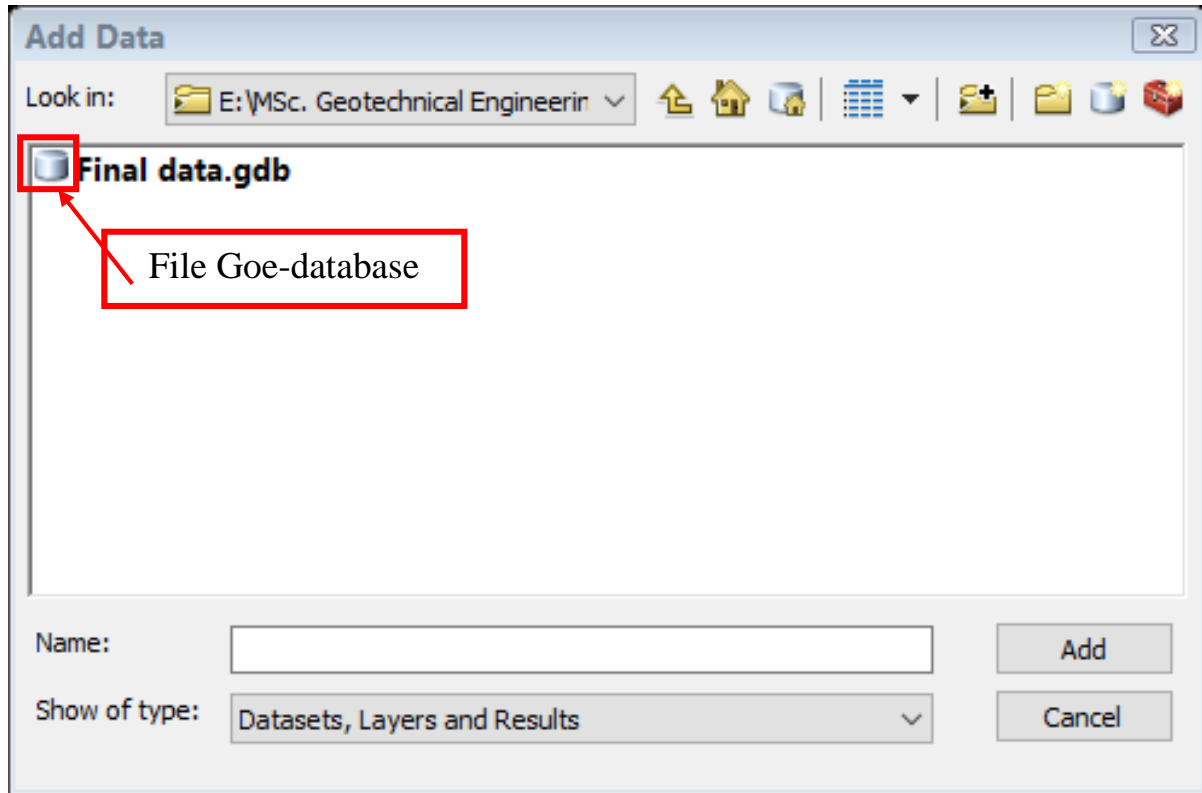 Add Data
Look in: E:\MSc. Geotechnical Engineerir
Final data.gdb
File Goe-database
Name:
Add
Show of type: Datasets, Layers and Results
Cancel